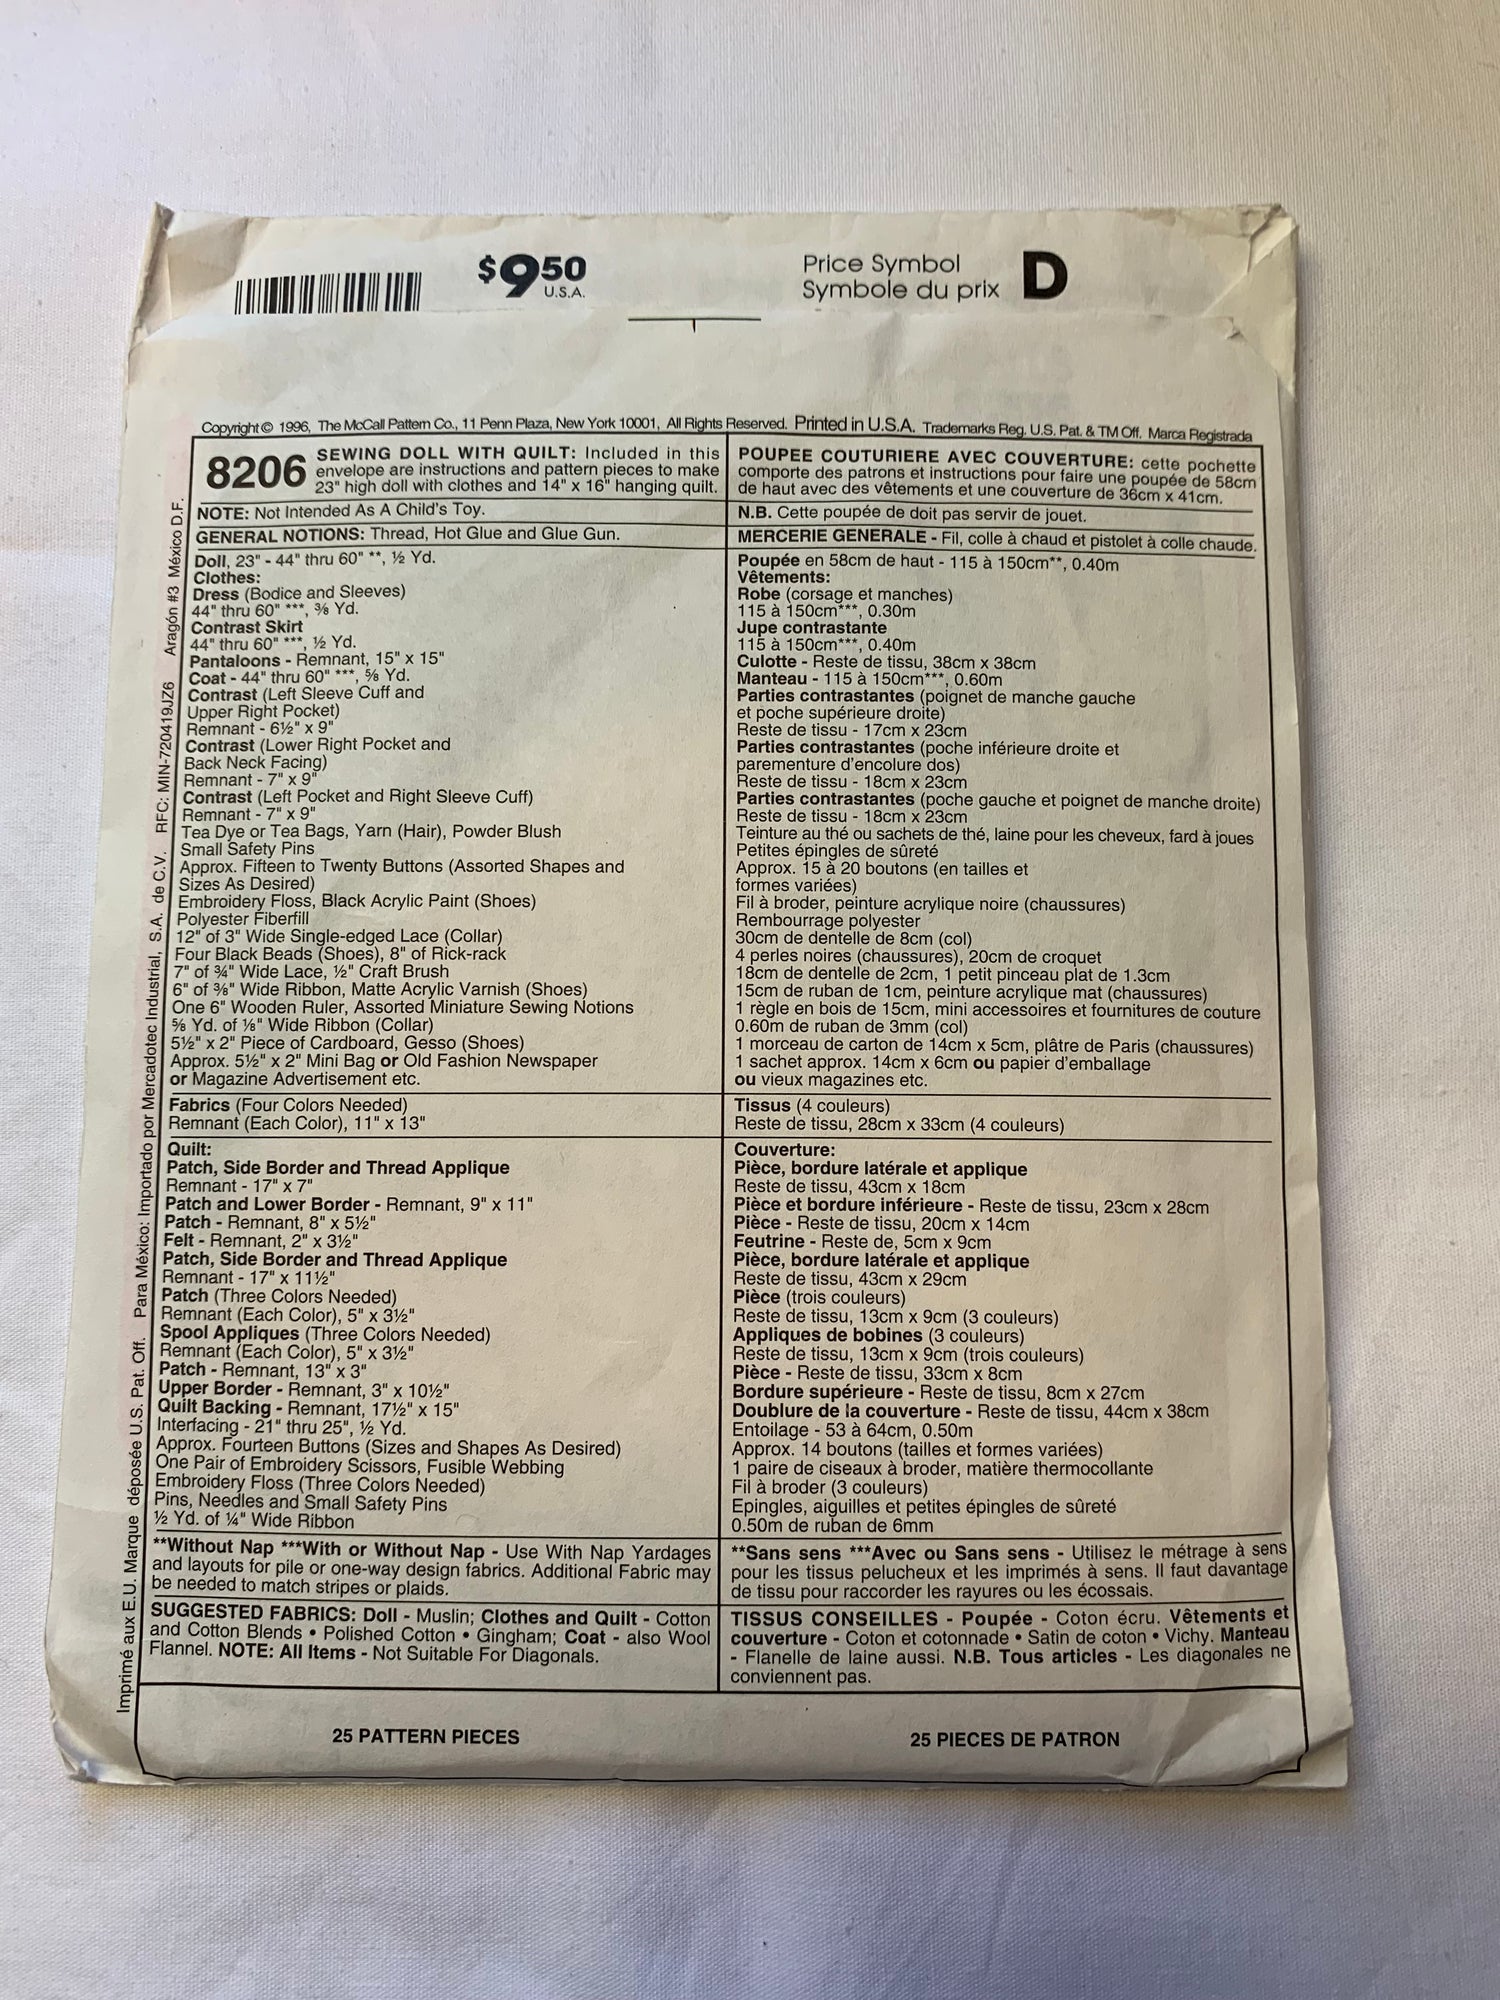 $9.50
U.S.A.
Price Symbol D
Symbole du prix
Copyright © 1996, The McCall Pattern Co., 11 Penn Plaza, New York 10001, All Rights Reserved. Printed in U.S.A. Trademarks Reg. U.S. Pat. & TM Off. Marca Registrada
8206
SEWING DOLL WITH QUILT: Included in this
envelope are instructions and pattern pieces to make
23" high doll with clothes and 14" x 16" hanging quilt.
NOTE: Not Intended As A Child's Toy.
GENERAL NOTIONS: Thread, Hot Glue and Glue Gun.
Doll, 23" - 44" thru 60" **, ½ Yd.
Clothes:
Dress (Bodice and Sleeves)
44" thru 60" ***, ⅜ Yd.
Contrast Skirt
44" thru 60" ***, ½ Yd.
Pantaloons - Remnant, 15" x 15"
Coat - 44" thru 60" ***, ⅝ Yd.
Contrast (Left Sleeve Cuff and
Upper Right Pocket)
Remnant - 6½" x 9"
Contrast (Lower Right Pocket and
Back Neck Facing)
Remnant - 7" x 9"
Contrast (Left Pocket and Right Sleeve Cuff)
Remnant - 7" x 9"
Tea Dye or Tea Bags, Yarn (Hair), Powder Blush
Small Safety Pins
Approx. Fifteen to Twenty Buttons (Assorted Shapes and
Sizes As Desired)
Embroidery Floss, Black Acrylic Paint (Shoes)
Polyester Fiberfill
12" of 3" Wide Single-edged Lace (Collar)
Four Black Beads (Shoes), 8" of Rick-rack
7" of ¾" Wide Lace, ½" Craft Brush
6" of ⅜" Wide Ribbon, Matte Acrylic Varnish (Shoes)
One 6" Wooden Ruler, Assorted Miniature Sewing Notions
⅝ Yd. of ⅛" Wide Ribbon (Collar)
5½" x 2" Piece of Cardboard, Gesso (Shoes)
Approx. 5½" x 2" Mini Bag or Old Fashion Newspaper
or Magazine Advertisement etc.
Fabrics (Four Colors Needed)
Remnant (Each Color), 11" x 13"
Quilt:
Patch, Side Border and Thread Applique
Remnant - 17" x 7"
Patch and Lower Border - Remnant, 9" x 11"
Patch - Remnant, 8" x 5½"
Felt - Remnant, 2" x 3½"
Patch, Side Border and Thread Applique
Remnant - 17" x 11½"
Patch (Three Colors Needed)
Remnant (Each Color), 5" x 3½"
Spool Appliques (Three Colors Needed)
Remnant (Each Color), 5" x 3½"
Patch - Remnant, 13" x 3"
Upper Border - Remnant, 3" x 10½"
Quilt Backing - Remnant, 17½" x 15"
Interfacing - 21" thru 25", ½ Yd.
Approx. Fourteen Buttons (Sizes and Shapes As Desired)
One Pair of Embroidery Scissors, Fusible Webbing
Embroidery Floss (Three Colors Needed)
Pins, Needles and Small Safety Pins
½ Yd. of ¼" Wide Ribbon
**Without Nap ***With or Without Nap - Use With Nap Yardages
and layouts for pile or one-way design fabrics. Additional Fabric may
be needed to match stripes or plaids.
SUGGESTED FABRICS: Doll - Muslin; Clothes and Quilt - Cotton
and Cotton Blends • Polished Cotton • Gingham; Coat - also Wool
Flannel. NOTE: All Items - Not Suitable For Diagonals.
25 PATTERN PIECES
POUPEE COUTURIERE AVEC COUVERTURE: cette pochette
comporte des patrons et instructions pour faire une poupée de 58cm
de haut avec des vêtements et une couverture de 36cm x 41cm.
N.B. Cette poupée de doit pas servir de jouet.
MERCERIE GENERALE - Fil, colle à chaud et pistolet à colle chaude.
Poupée en 58cm de haut - 115 à 150cm**, 0.40m
Vêtements:
Robe (corsage et manches)
115 à 150cm***, 0.30m
Jupe contrastante
115 à 150cm***, 0.40m
Culotte - Reste de tissu, 38cm x 38cm
Manteau - 115 à 150cm***, 0.60m
Parties contrastantes (poignet de manche gauche
et poche supérieure droite)
Reste de tissu - 17cm x 23cm
Parties contrastantes (poche inférieure droite et
parementure d'encolure dos)
Reste de tissu - 18cm x 23cm
Parties contrastantes (poche gauche et poignet de manche droite)
Reste de tissu - 18cm x 23cm
Teinture au thé ou sachets de thé, laine pour les cheveux, fard à joues
Petites épingles de sûreté
Approx. 15 à 20 boutons (en tailles et
formes variées)
Fil à broder, peinture acrylique noire (chaussures)
Rembourrage polyester
30cm de dentelle de 8cm (col)
4 perles noires (chaussures), 20cm de croquet
18cm de dentelle de 2cm, 1 petit pinceau plat de 1.3cm
15cm de ruban de 1cm, peinture acrylique mat (chaussures)
1 règle en bois de 15cm, mini accessoires et fournitures de couture
0.60m de ruban de 3mm (col)
1 morceau de carton de 14cm x 5cm, plâtre de Paris (chaussures)
1 sachet approx. 14cm x 6cm ou papier d'emballage
ou vieux magazines etc.
Tissus (4 couleurs)
Reste de tissu, 28cm x 33cm (4 couleurs)
Couverture:
Pièce, bordure latérale et applique
Reste de tissu, 43cm x 18cm
Pièce et bordure inférieure - Reste de tissu, 23cm x 28cm
Pièce - Reste de tissu, 20cm x 14cm
Feutrine - Reste de, 5cm x 9cm
Pièce, bordure latérale et applique
Reste de tissu, 43cm x 29cm
Pièce (trois couleurs)
Reste de tissu, 13cm x 9cm (3 couleurs)
Appliques de bobines (3 couleurs)
Reste de tissu, 13cm x 9cm (trois couleurs)
Pièce - Reste de tissu, 33cm x 8cm
Bordure supérieure - Reste de tissu, 8cm x 27cm
Doublure de la couverture - Reste de tissu, 44cm x 38cm
Entoilage - 53 à 64cm, 0.50m
Approx. 14 boutons (tailles et formes variées)
1 paire de ciseaux à broder, matière thermocollante
Fil à broder (3 couleurs)
Epingles, aiguilles et petites épingles de sûreté
0.50m de ruban de 6mm
**Sans sens ***Avec ou Sans sens - Utilisez le métrage à sens
pour les tissus pelucheux et les imprimés à sens. Il faut davantage
de tissu pour raccorder les rayures ou les écossais.
TISSUS CONSEILLES - Poupée - Coton écru. Vêtements et
couverture - Coton et cotonnade • Satin de coton • Vichy. Manteau
- Flanelle de laine aussi. N.B. Tous articles - Les diagonales ne
conviennent pas.
25 PIECES DE PATRON
Imprimé aux E.U. Marque déposée U.S. Pat. Off. Para México: Importado por Mercadotec Industrial, S.A. de C.V. RFC: MIN-720419JZ6 Aragón #3 México D.F.